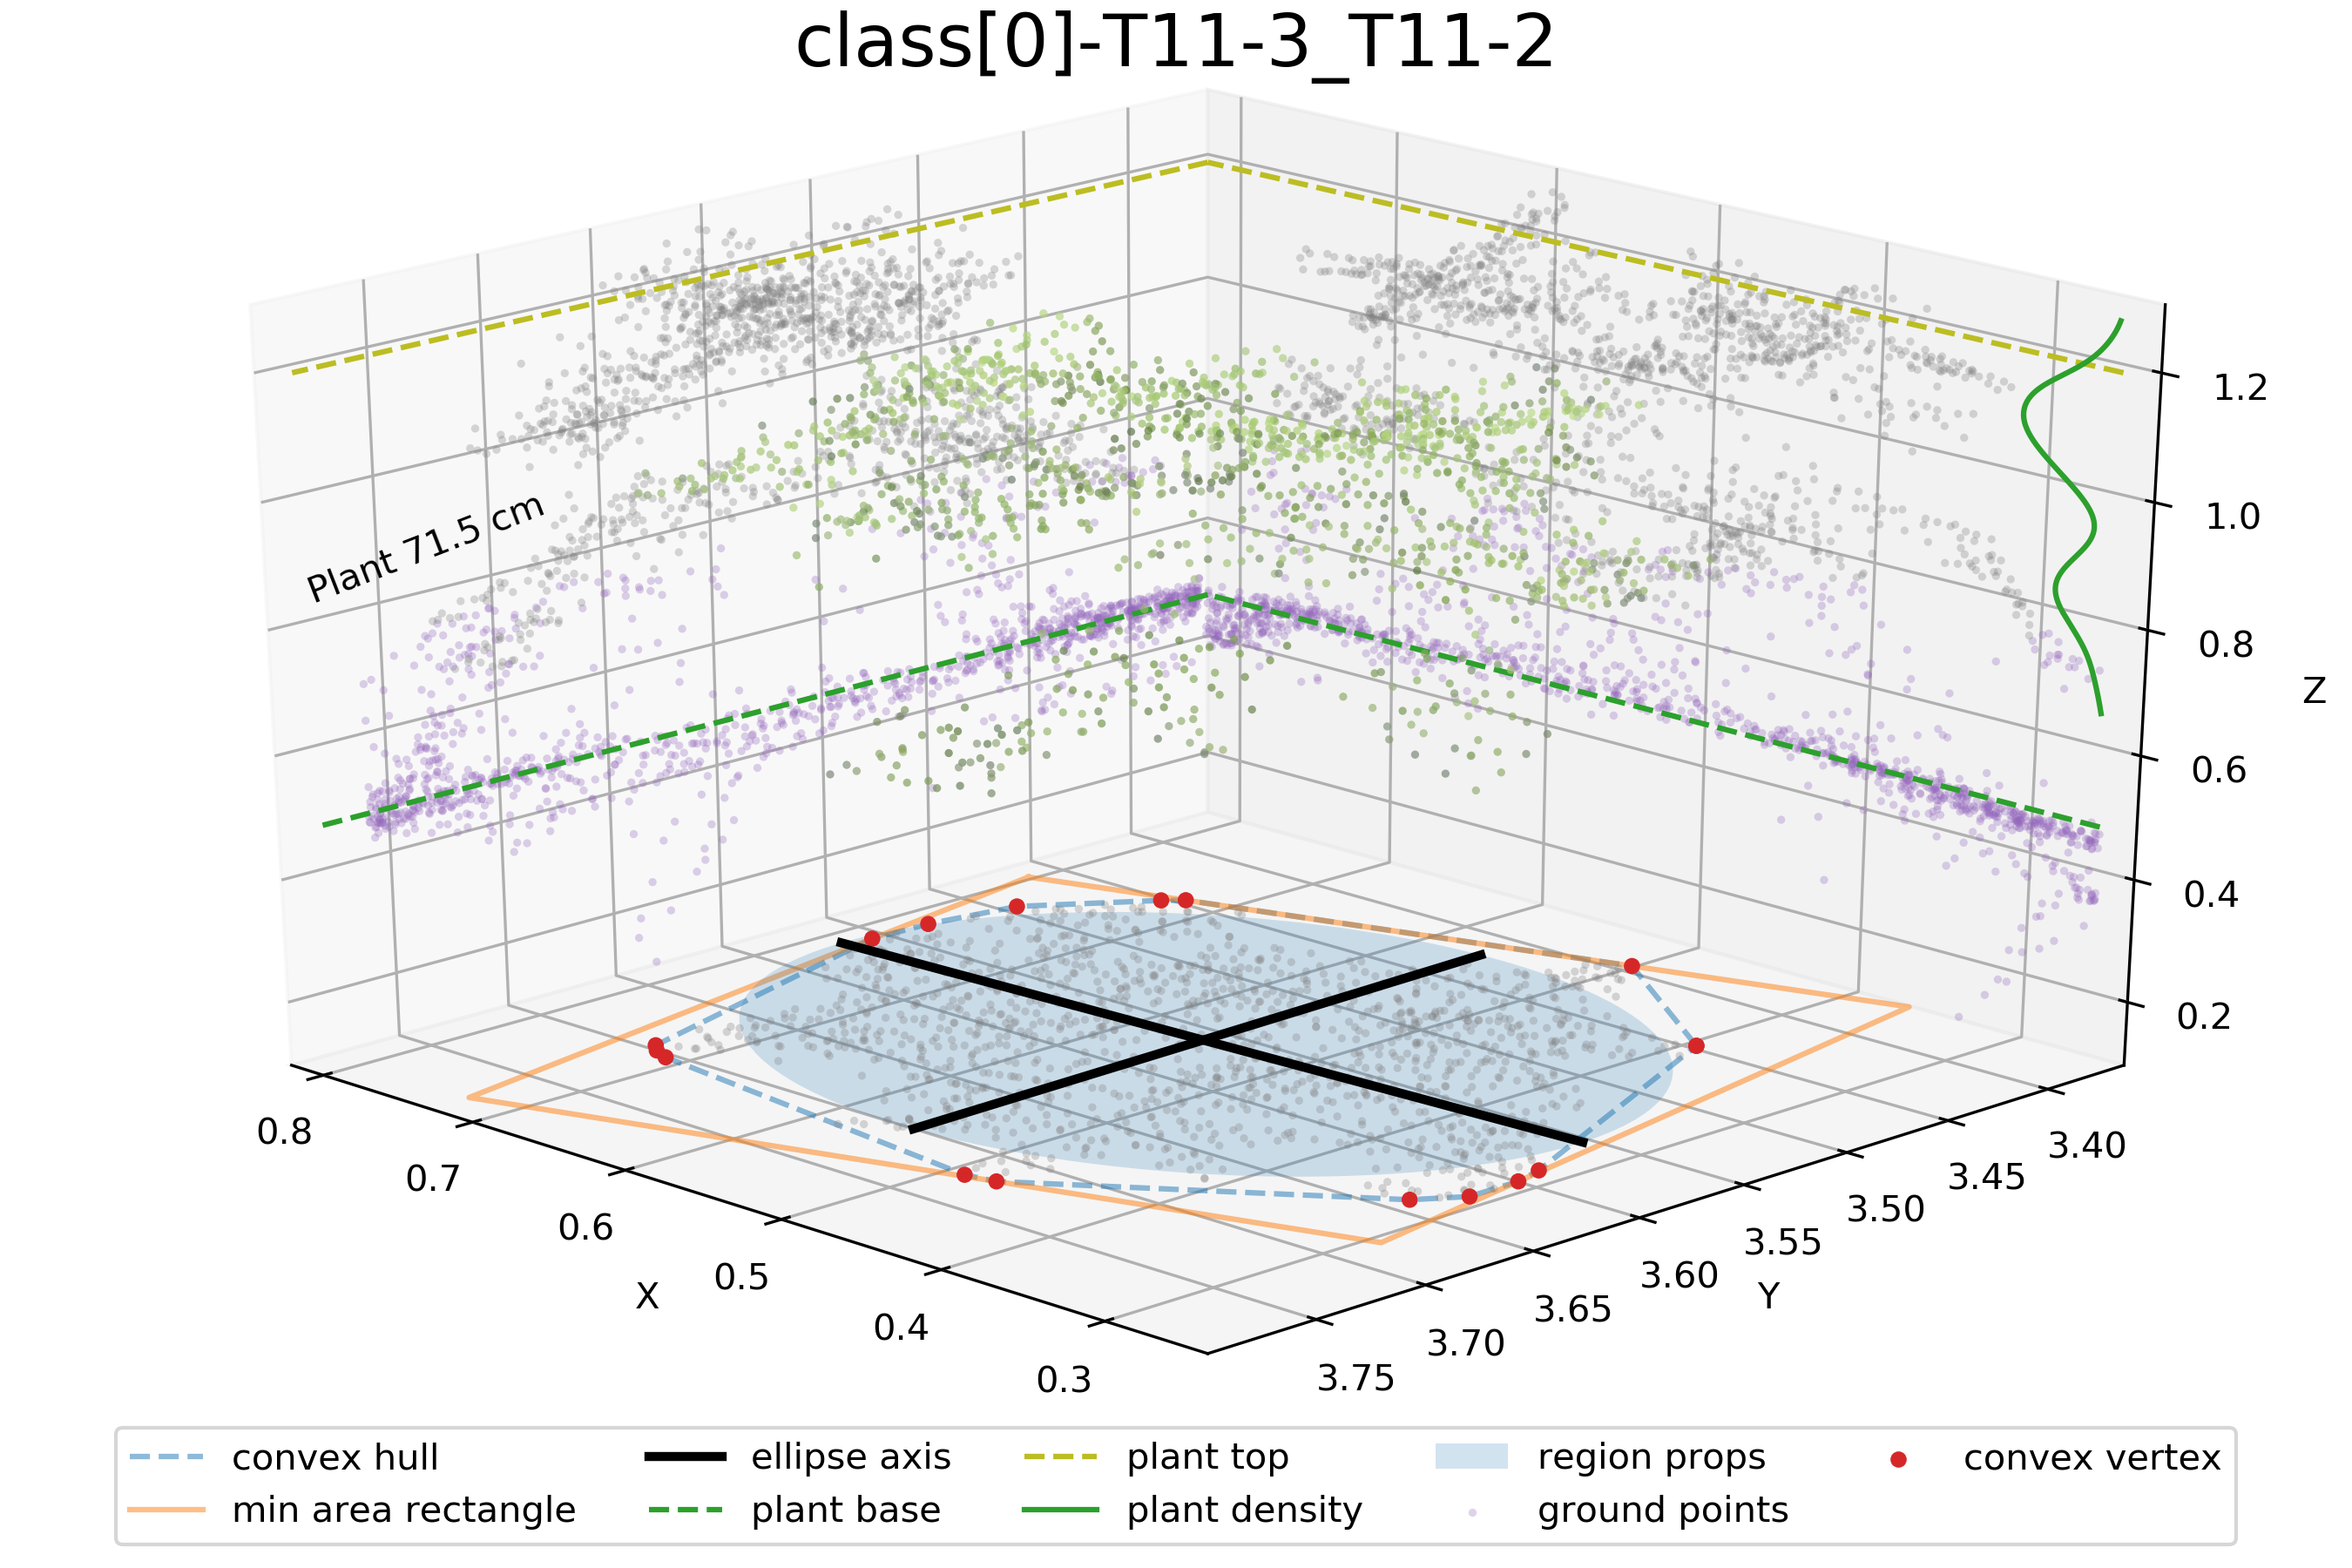 class[0]-T11-3_T11-2
Plant 71.5 cm
1.2
1.0
0.8
0.6
0.4
0.2
Z
0.8
0.7
0.6
0.5
0.4
0.3
X
3.40
3.45
3.50
3.55
3.60
3.65
3.70
3.75
Y
convex hull
min area rectangle
ellipse axis
plant base
plant top
plant density
region props
ground points
convex vertex